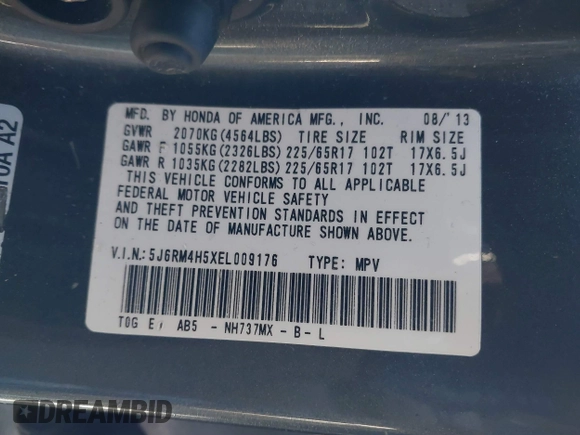 MFD. BY HONDA OF AMERICA MFG., INC. 08/'13
GVWR 2070KG(4564LBS) TIRE SIZE RIM SIZE
GAWR F 1055KG(2326LBS) 225/65R17 102T 17X6.5J
GAWR R 1035KG(2282LBS) 225/65R17 102T 17X6.5J
THIS VEHICLE CONFORMS TO ALL APPLICABLE
FEDERAL MOTOR VEHICLE SAFETY
AND THEFT PREVENTION STANDARDS IN EFFECT
ON THE DATE OF MANUFACTURE SHOWN ABOVE.
V.I.N.: 5J6RM4H5XEL009176 TYPE: MPV
T0G E AB5 - NH737MX - B - L
A2
DREAMBID